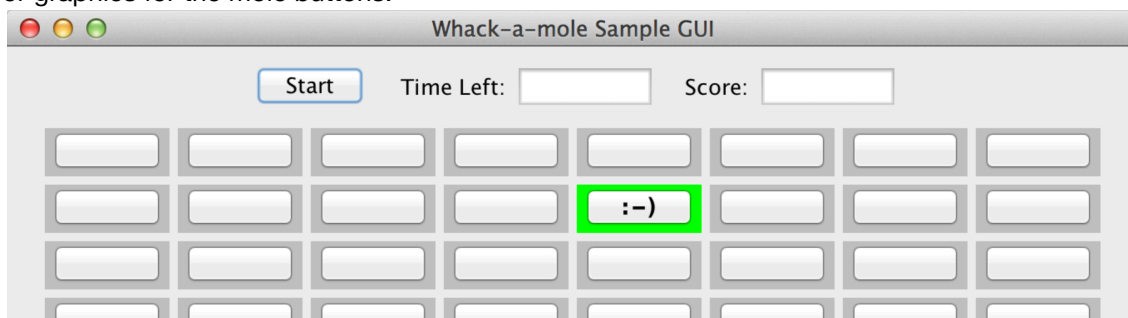 or graphics for the mole buttons.
Whack-a-mole Sample GUI
Start Time Left: Score:
:-)